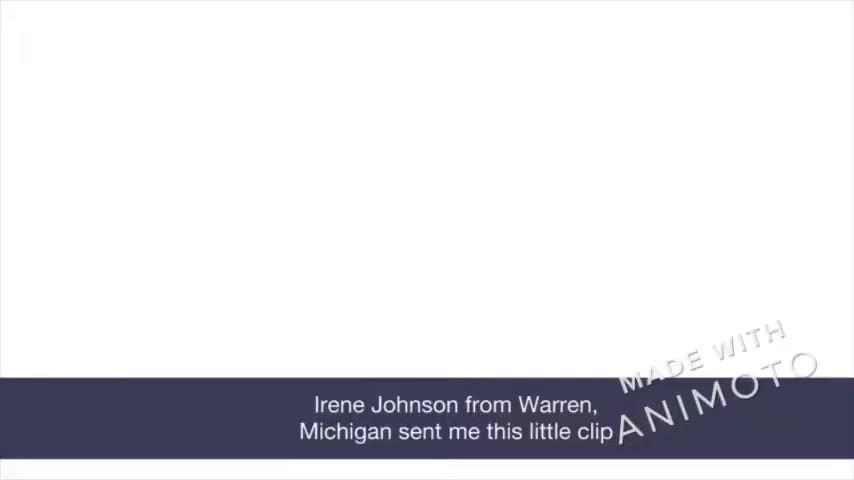 Irene Johnson from Warren,
Michigan sent me this little clip
MADE WITH
ANIMOTO